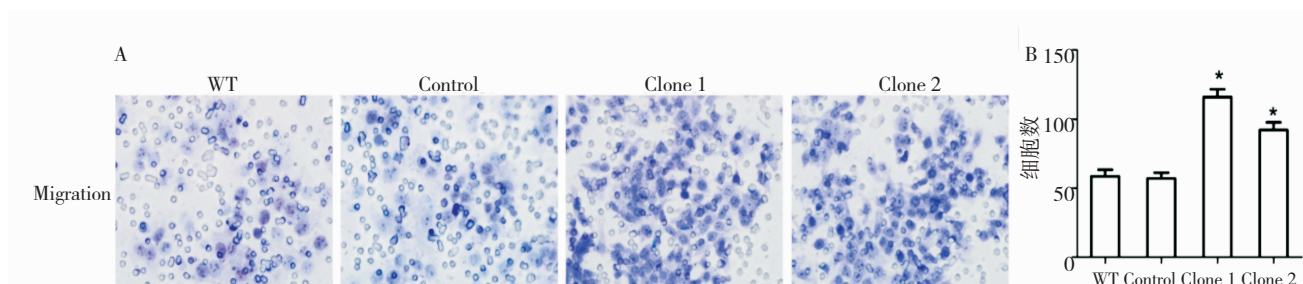 A
WT
Control
Clone 1
Clone 2
Migration
B
150
100
50
0
细胞数
*
*
WT Control Clone 1 Clone 2